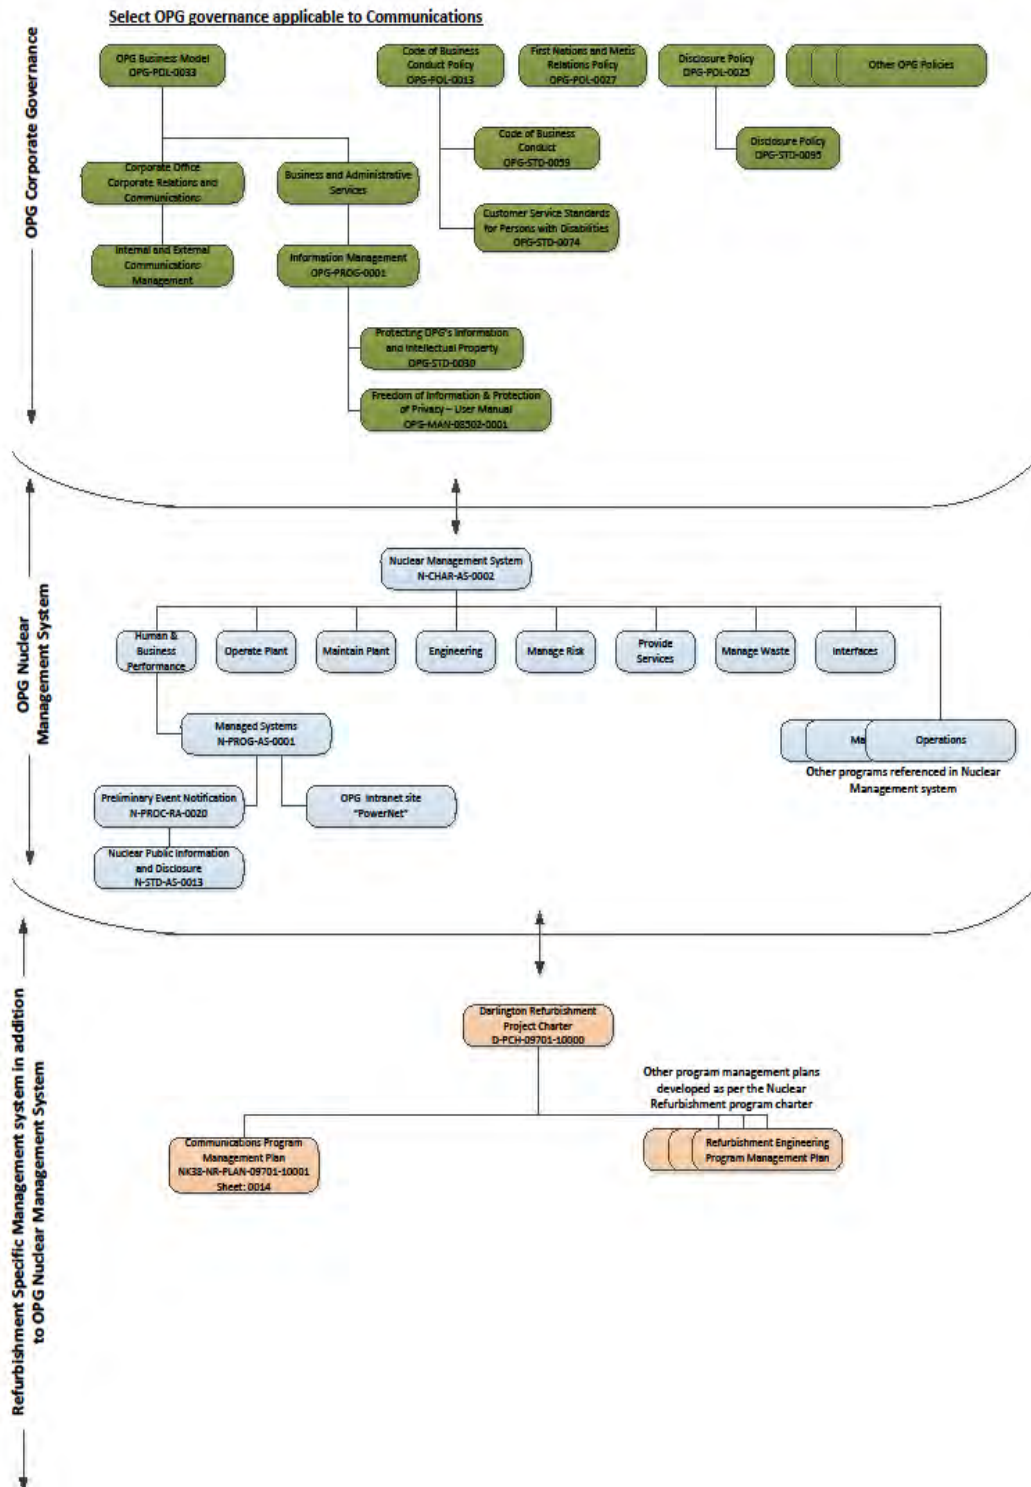 Select OPG governance applicable to Communications
OPG Corporate Governance
OPG Business Model
OPG-POL-0033
Code of Business
Conduct Policy
OPG-POL-0013
First Nations and Metis
Relations Policy
OPG-POL-0027
Disclosure Policy
OPG-POL-0025
Other OPG Policies
Code of Business
Conduct
OPG-STD-0059
Disclosure Policy
OPG-STD-0095
Corporate Office
Corporate Relations and
Communications
Business and Administrative
Services
Customer Service Standards
for Persons with Disabilities
OPG-STD-0074
Internal and External
Communications
Management
Information Management
OPG-PROG-0001
Protecting OPG's Information
and Intellectual Property
OPG-STD-0030
Freedom of Information & Protection
of Privacy – User Manual
OPG-MAN-08502-0001
OPG Nuclear
Management System
Nuclear Management System
N-CHAR-AS-0002
Human &
Business
Performance
Operate Plant
Maintain Plant
Engineering
Manage Risk
Provide
Services
Manage Waste
Interfaces
Managed Systems
N-PROG-AS-0001
Ma
Operations
Other programs referenced in Nuclear
Management system
Preliminary Event Notification
N-PROC-RA-0020
OPG Intranet site
"PowerNet"
Nuclear Public Information
and Disclosure
N-STD-AS-0013
Refurbishment Specific Management system in addition
to OPG Nuclear Management System
Darlington Refurbishment
Project Charter
D-PCH-09701-10000
Other program management plans
developed as per the Nuclear
Refurbishment program charter
Communications Program
Management Plan
NK38-NR-PLAN-09701-10001
Sheet: 0014
Refurbishment Engineering
Program Management Plan